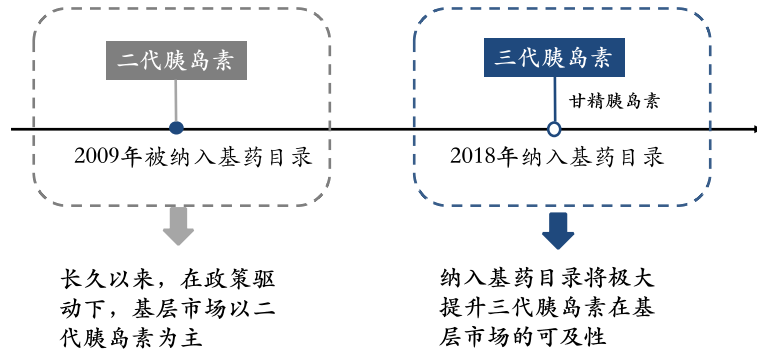 二代胰岛素
三代胰岛素
甘精胰岛素
2009年被纳入基药目录
2018年纳入基药目录
长久以来，在政策驱
动下，基层市场以二
代胰岛素为主
纳入基药目录将极大
提升三代胰岛素在基
层市场的可及性